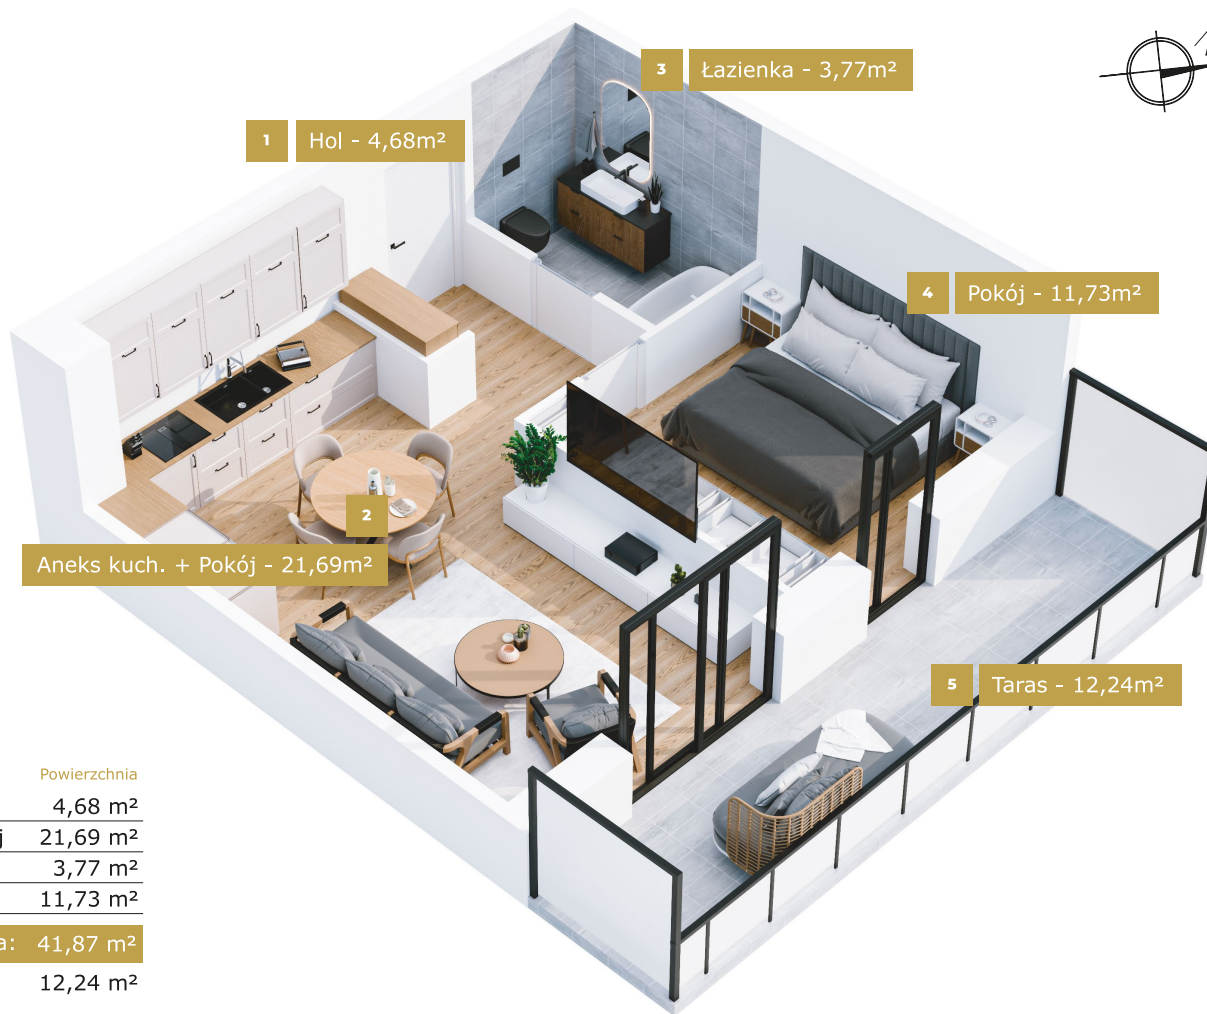 3 Łazienka - 3,77m²
1 Hol - 4,68m²
4 Pokój - 11,73m²
2
Aneks kuch. + Pokój - 21,69m²
5 Taras - 12,24m²
Powierzchnia
4,68 m²
21,69 m²
3,77 m²
11,73 m²
41,87 m²
12,24 m²